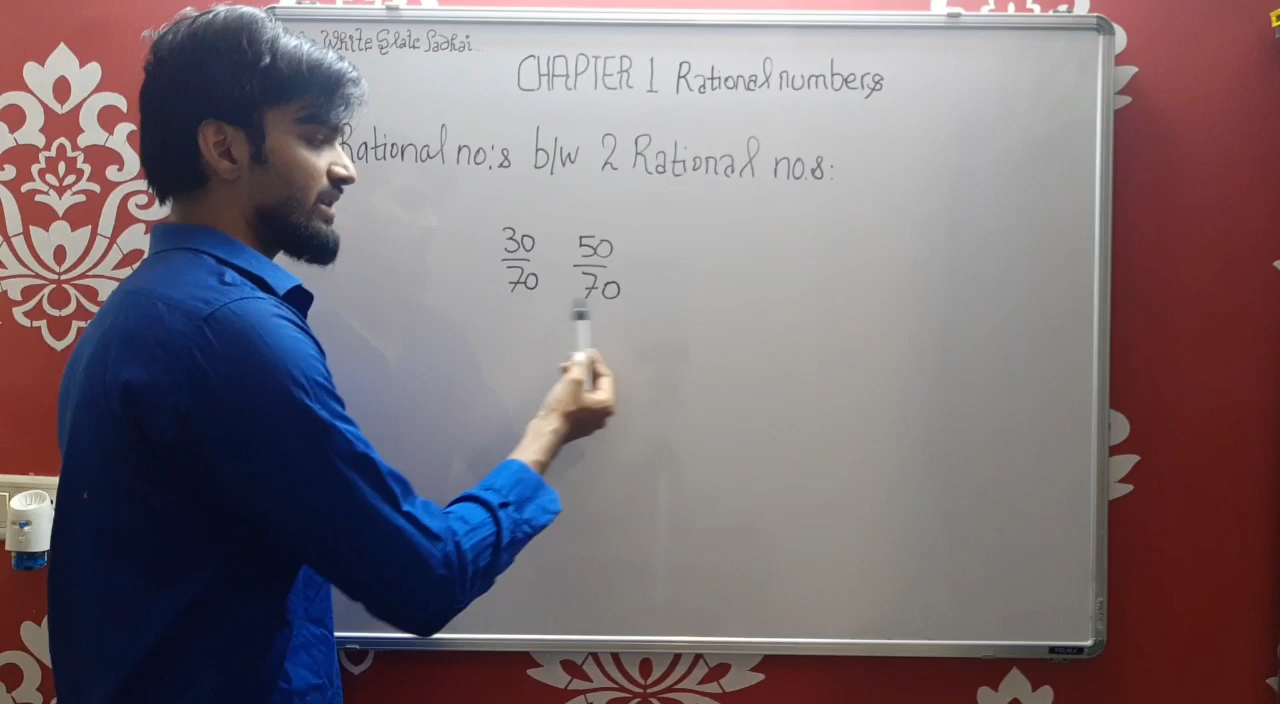 White Slate Padhai...
CHAPTER 1 Rational numbers
Rational no:s b/w 2 Rational no.s:
30 50
70 70